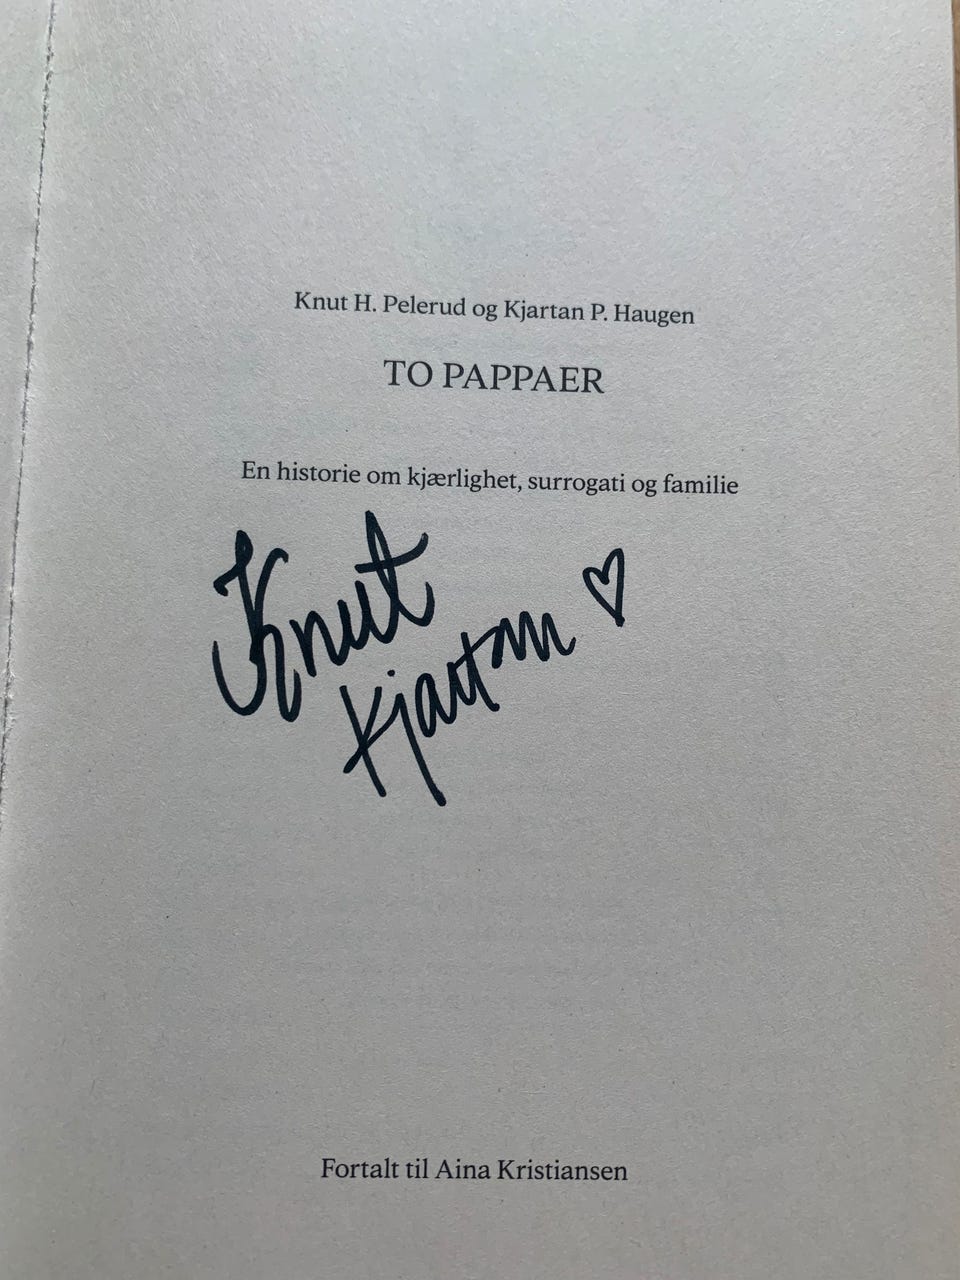 Knut H. Pelerud og Kjartan P. Haugen
TO PAPPAER
En historie om kjærlighet, surrogati og familie
Knut
Kjartan ♡
Fortalt til Aina Kristiansen